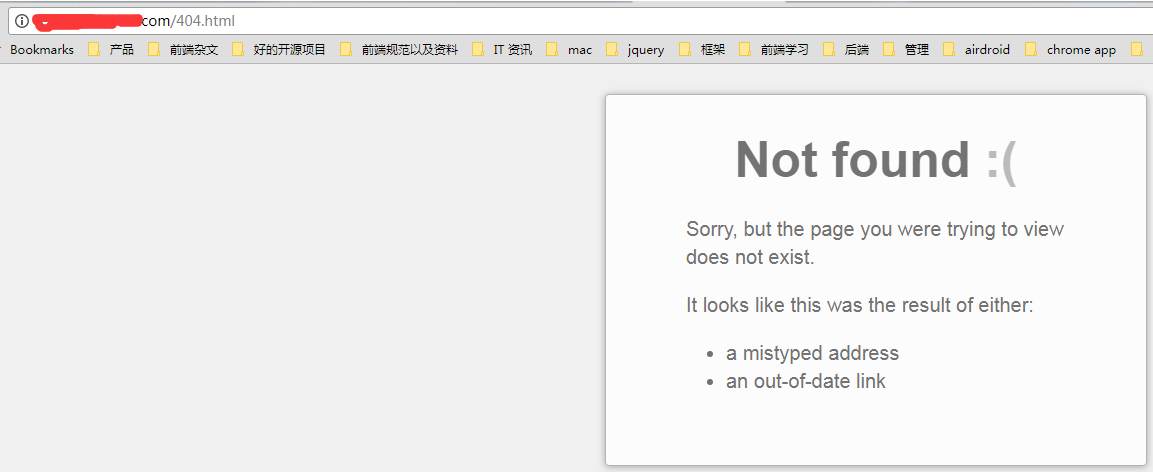 com/404.html
Bookmarks 产品 前端杂文 好的开源项目 前端规范以及资料 IT 资讯 mac jquery 框架 前端学习 后端 管理 airdroid chrome app
Not found :(
Sorry, but the page you were trying to view
does not exist.
It looks like this was the result of either:
• a mistyped address
• an out-of-date link